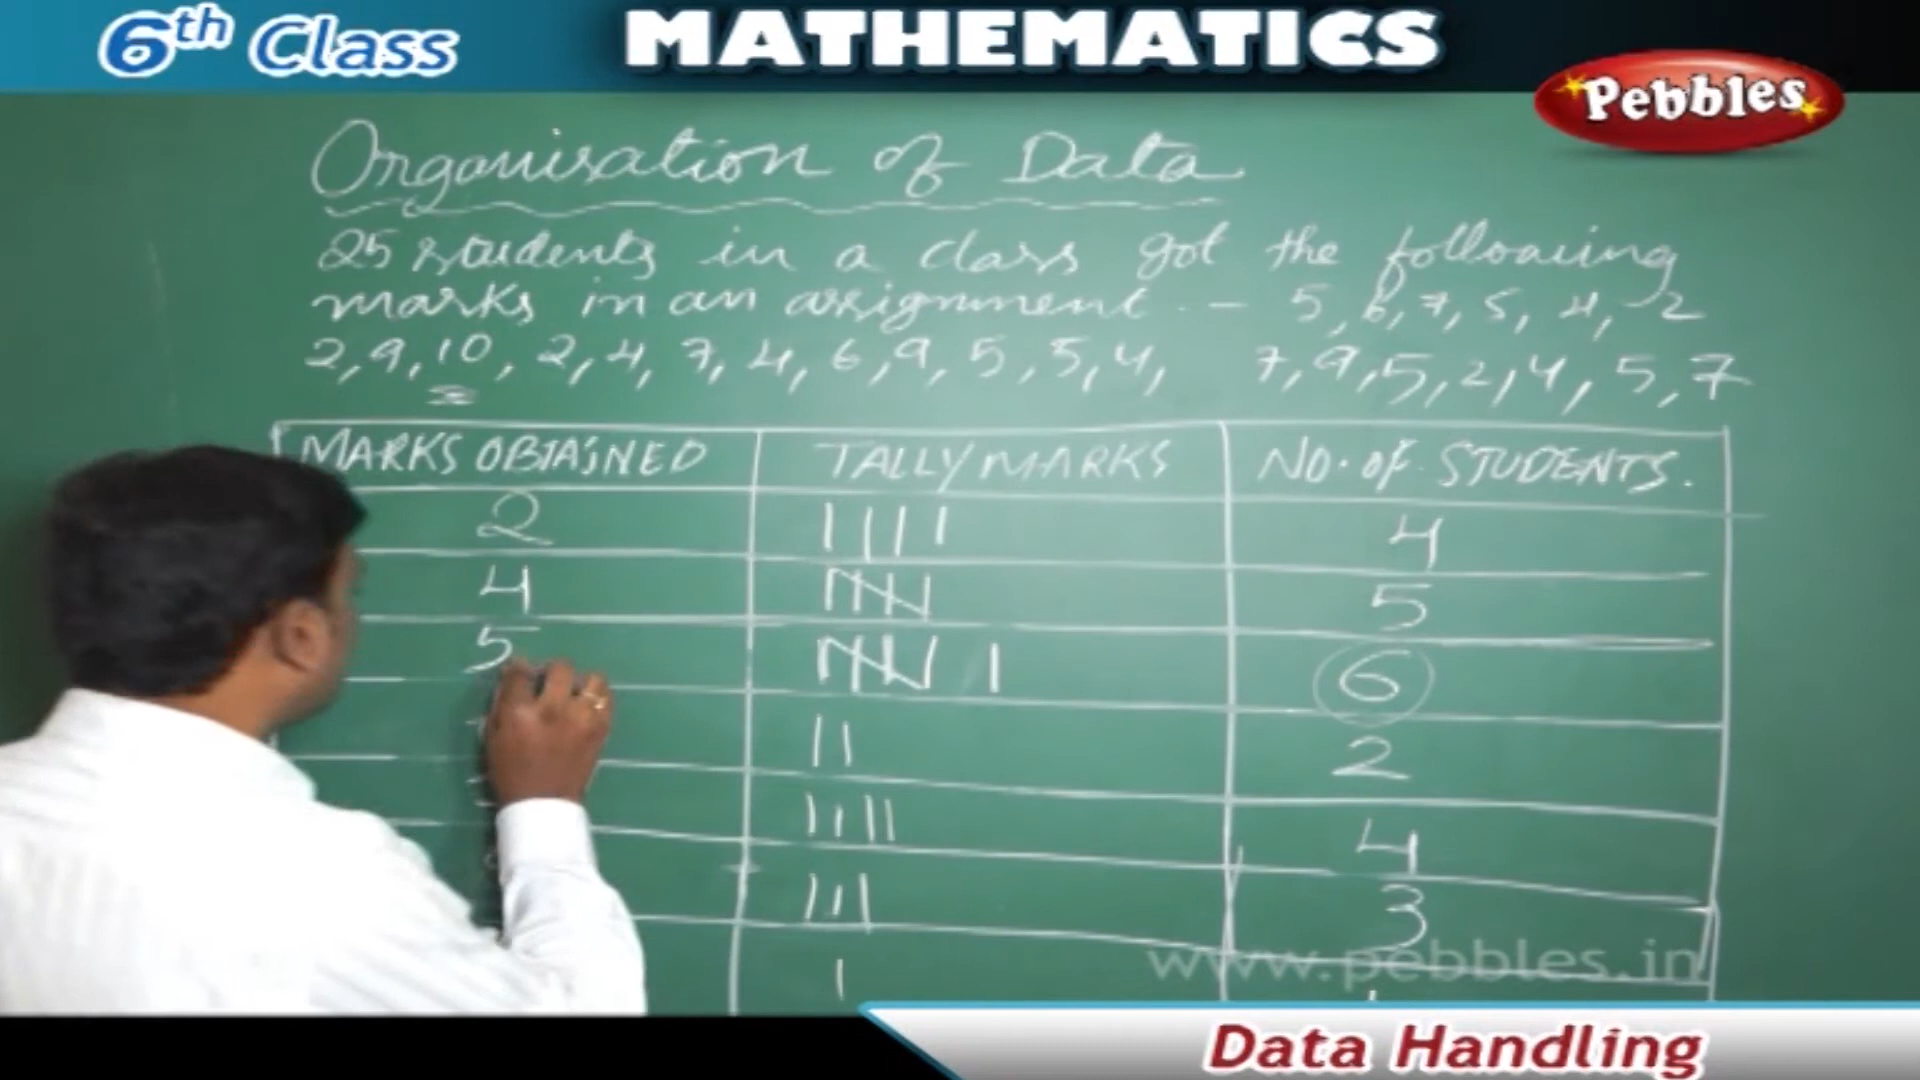 6th Class
MATHEMATICS
Pebbles
Organisation of Data
25 students in a class got the following
marks in an assignment. - 5, 6, 7, 5, 4, 2
2, 9, 10, 2, 4, 7, 4, 6, 9, 5, 5, 4, 7, 9, 5, 2, 4, 5, 7
MARKS OBTAINED TALLY MARKS NO. of. STUDENTS.
2 |||| 4
4 N̸ 5
5 N̸ | 6
|| 2
|||| 4
||| 3
|
www.pebbles.in
Data Handling